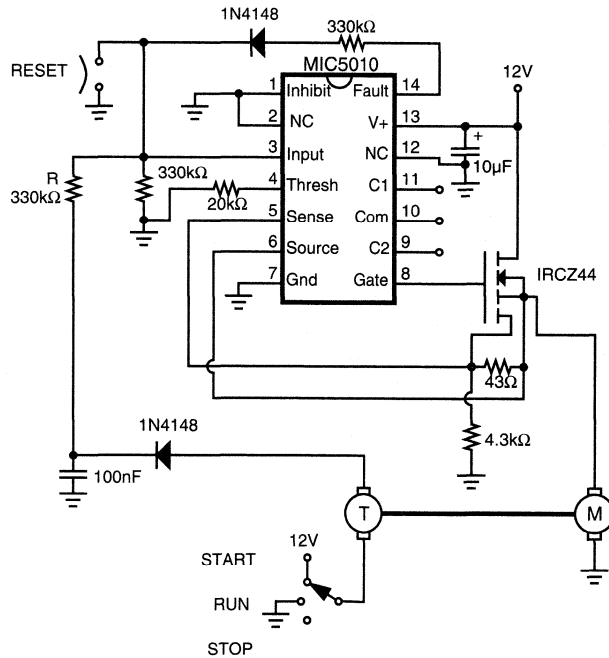 1N4148
330kΩ
RESET
MIC5010
12V
1 Inhibit Fault 14
2 NC V+ 13
3 Input NC 12
4 Thresh C1 11
5 Sense Com 10
6 Source C2 9
7 Gnd Gate 8
+
10µF
R
330kΩ
330kΩ
20kΩ
IRCZ44
43Ω
4.3kΩ
1N4148
100nF
T
M
12V
START
RUN
STOP